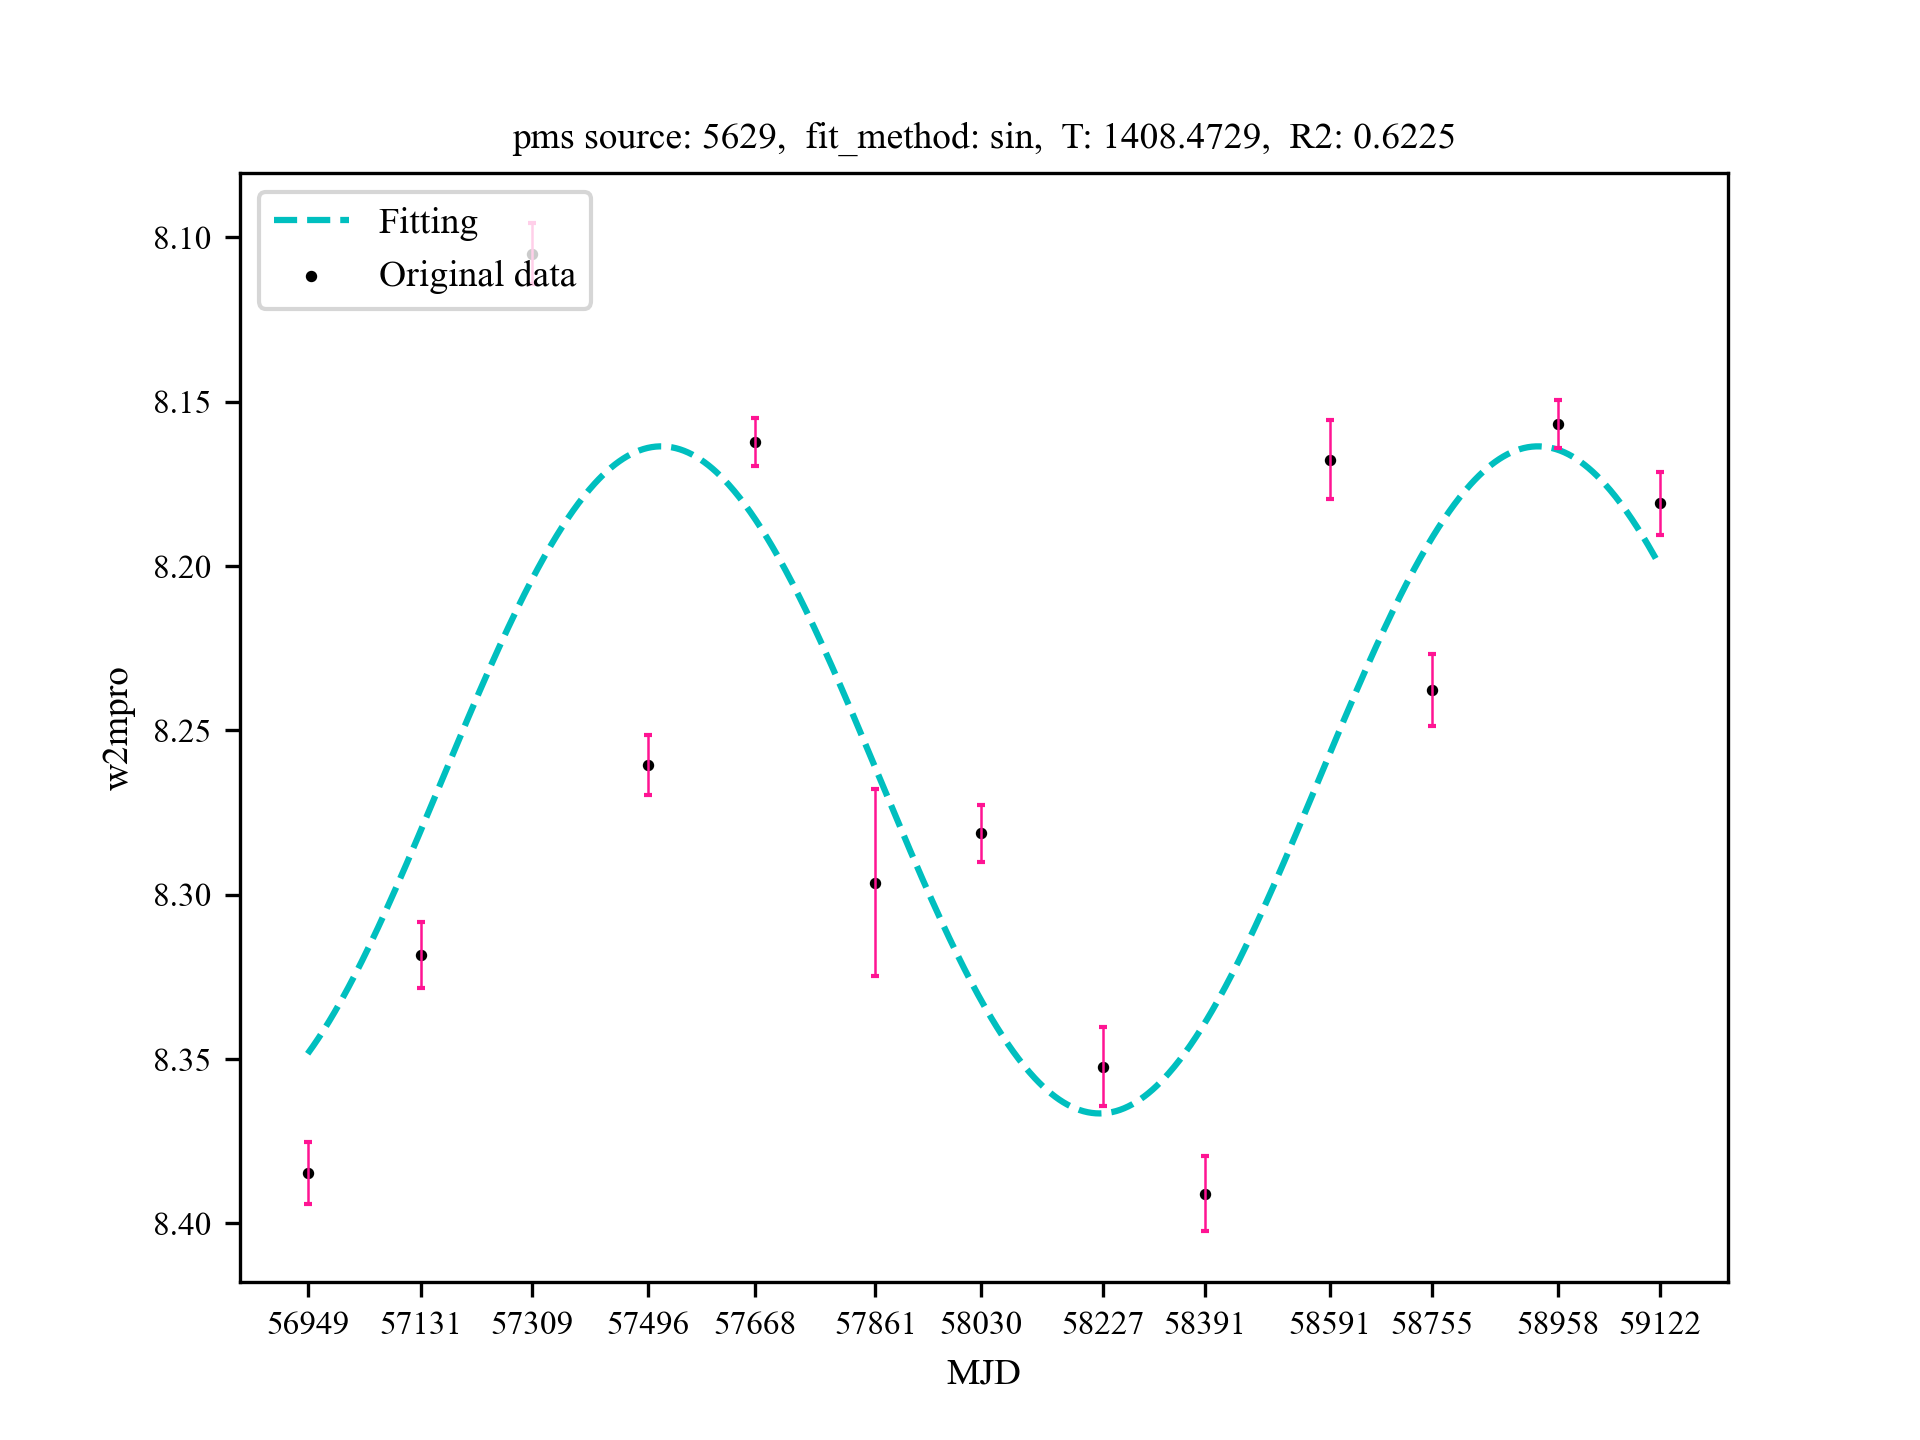 pms source: 5629,  fit_method: sin,  T: 1408.4729,  R2: 0.6225
Fitting
Original data
8.10
8.15
8.20
8.25
8.30
8.35
8.40
w2mpro
56949 57131 57309 57496 57668 57861 58030 58227 58391 58591 58755 58958 59122
MJD